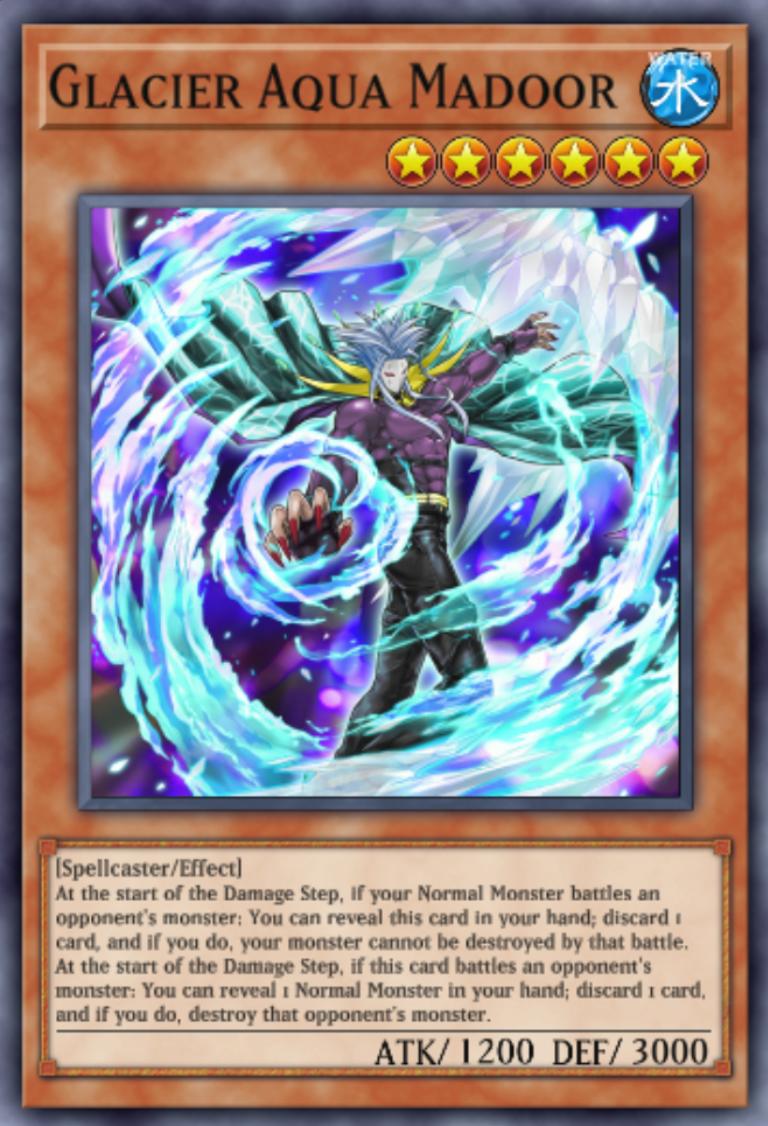 GLACIER AQUA MADOOR
WATER
水
[Spellcaster/Effect]
At the start of the Damage Step, if your Normal Monster battles an
opponent's monster: You can reveal this card in your hand; discard 1
card, and if you do, your monster cannot be destroyed by that battle.
At the start of the Damage Step, if this card battles an opponent's
monster: You can reveal 1 Normal Monster in your hand; discard 1 card,
and if you do, destroy that opponent's monster.
ATK/ 1200 DEF/ 3000